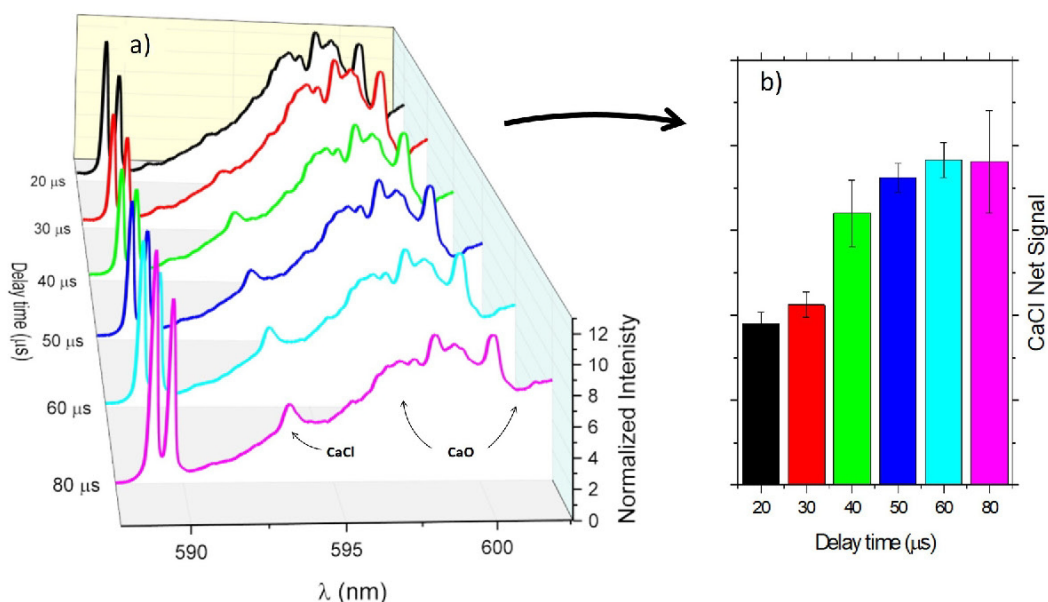 a)
20 μs
30 μs
40 μs
50 μs
60 μs
80 μs
Delay time (μs)
CaCl
CaO
12
10
8
6
4
2
0
Normalized Intenisty
590
595
600
λ (nm)
b)
CaCl Net Signal
20
30
40
50
60
80
Delay time (μs)